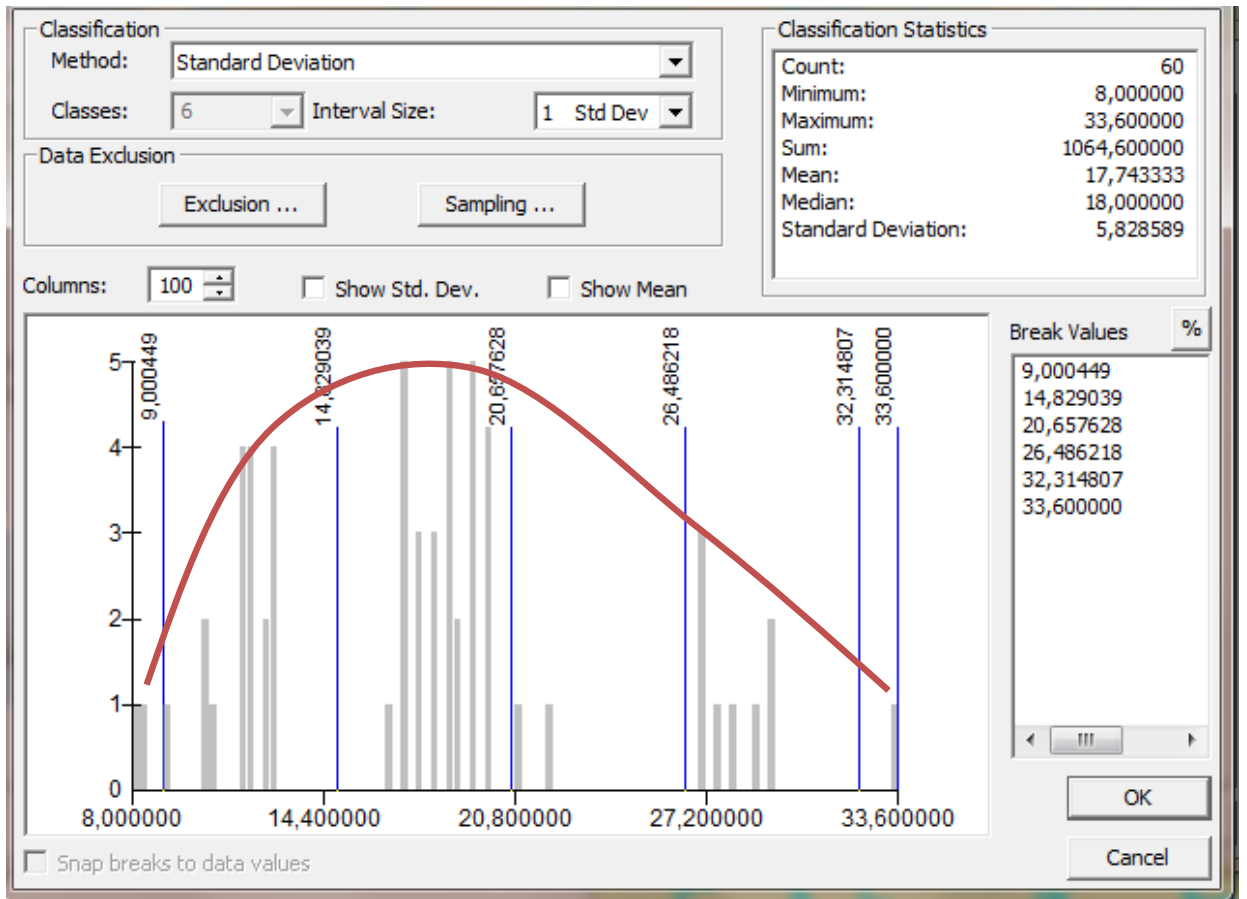 Classification
Method: Standard Deviation
Classes: 6 Interval Size: 1 Std Dev
Data Exclusion
Exclusion ...
Sampling ...
Classification Statistics
Count: 60
Minimum: 8,000000
Maximum: 33,600000
Sum: 1064,600000
Mean: 17,743333
Median: 18,000000
Standard Deviation: 5,828589
Columns: 100 Show Std. Dev. Show Mean
9,000449
14,829039
20,657628
26,486218
32,314807
33,600000
5
4
3
2
1
0
8,000000 14,400000 20,800000 27,200000 33,600000
Break Values %
9,000449
14,829039
20,657628
26,486218
32,314807
33,600000
OK
Cancel
Snap breaks to data values